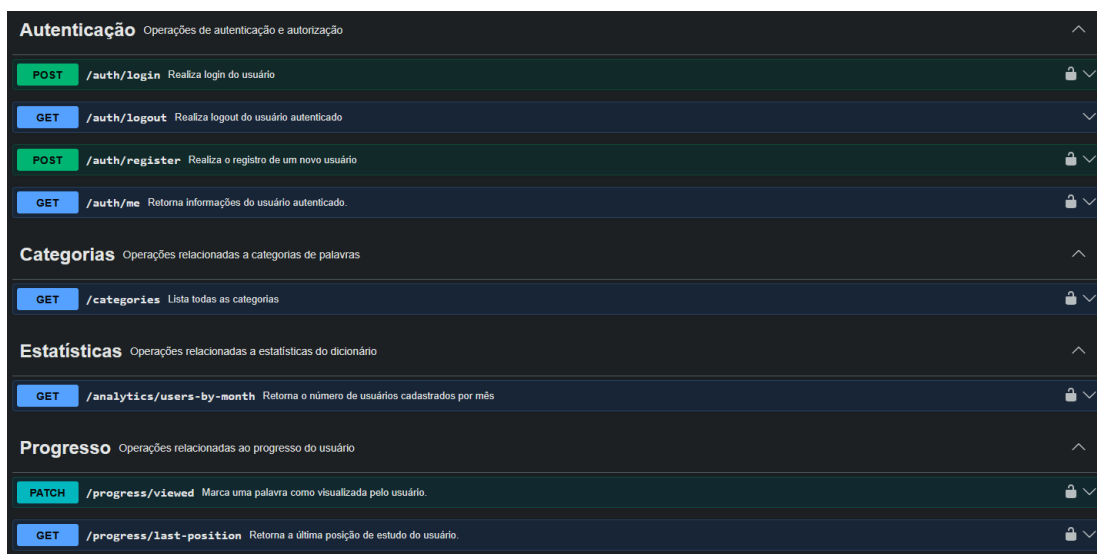 Autenticação Operações de autenticação e autorização
POST /auth/login Realiza login do usuário
GET /auth/logout Realiza logout do usuário autenticado
POST /auth/register Realiza o registro de um novo usuário
GET /auth/me Retorna informações do usuário autenticado.
Categorias Operações relacionadas a categorias de palavras
GET /categories Lista todas as categorias
Estatísticas Operações relacionadas a estatísticas do dicionário
GET /analytics/users-by-month Retorna o número de usuários cadastrados por mês
Progresso Operações relacionadas ao progresso do usuário
PATCH /progress/viewed Marca uma palavra como visualizada pelo usuário.
GET /progress/last-position Retorna a última posição de estudo do usuário.